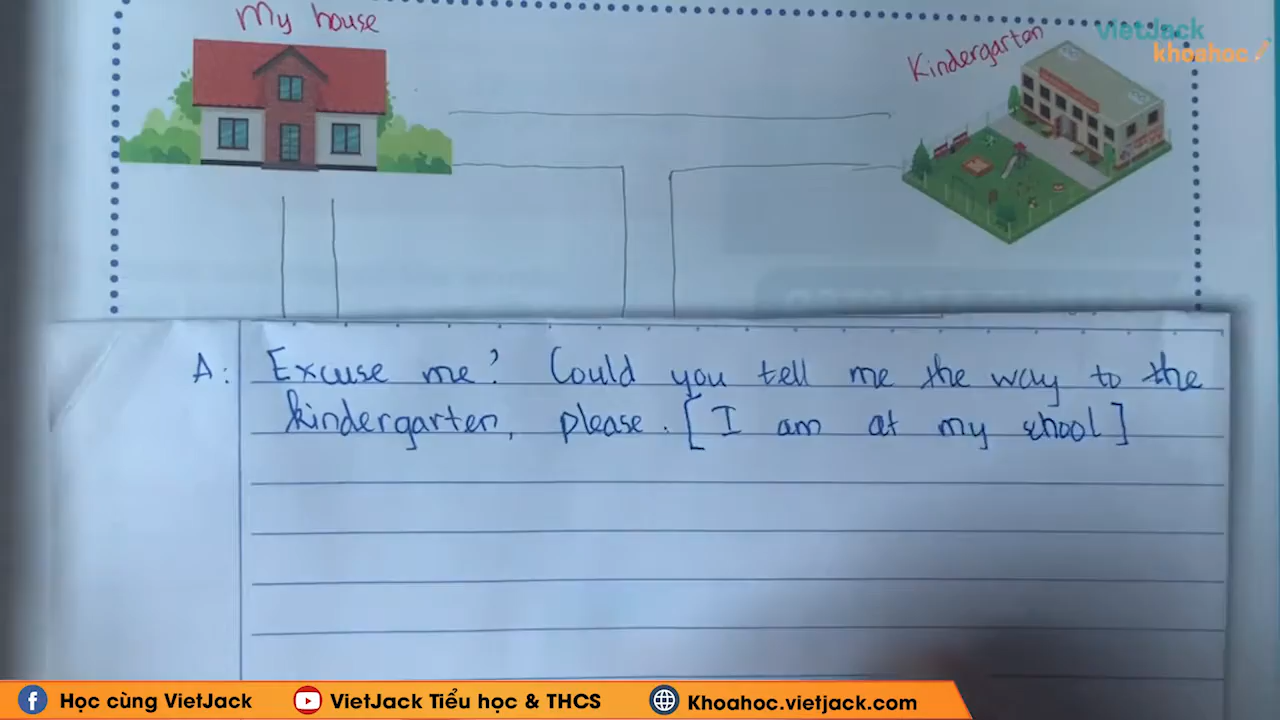 My house
Kindergarten
VietJack
khoahoc
A: Excuse me? Could you tell me the way to the
kindergarten, please. [I am at my school]
Học cùng VietJack
VietJack Tiểu học & THCS
Khoahoc.vietjack.com